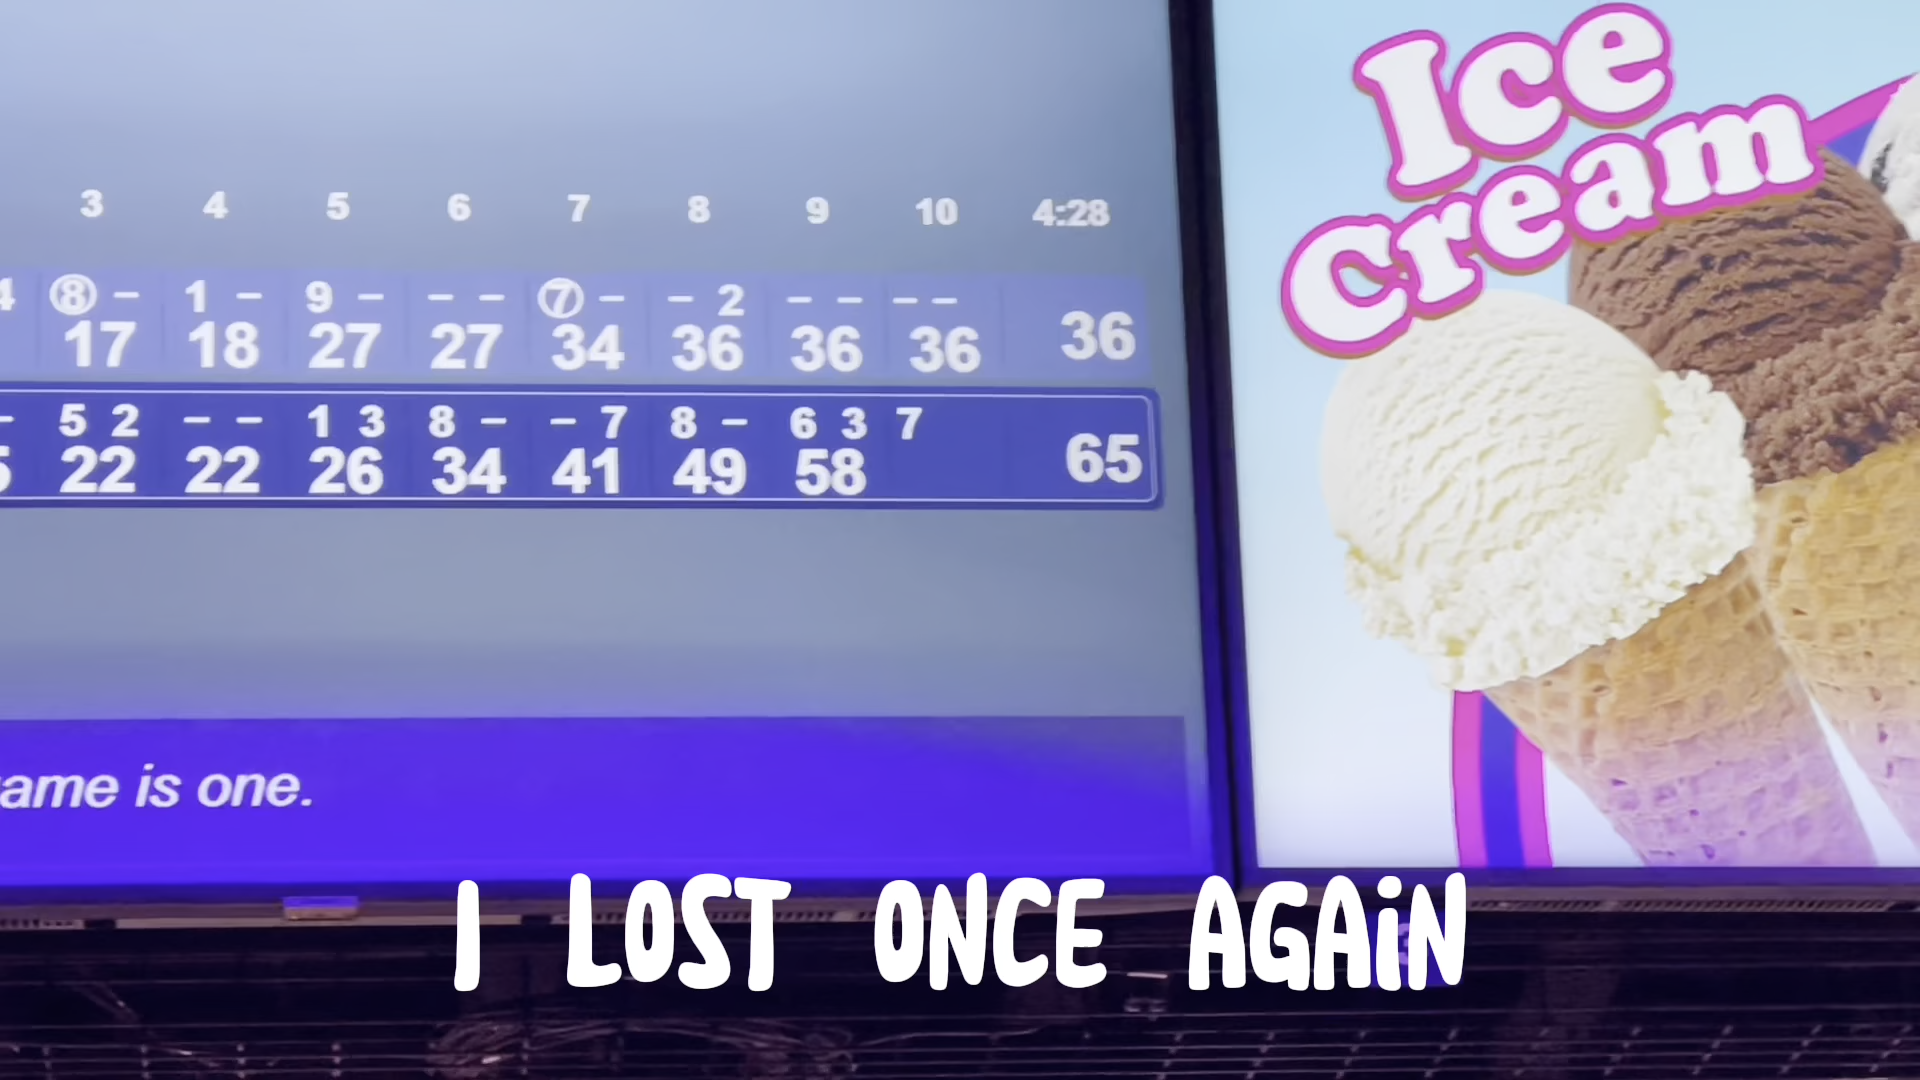 3 4 5 6 7 8 9 10 4:28
4 ⑧ - 1 - 9 - - - ⑦ - - 2 - - - -
17 18 27 27 34 36 36 36 36
- 5 2 - - 1 3 8 - - 7 8 - 6 3 7
5 22 22 26 34 41 49 58 65
ame is one.
Ice
Cream
I LOST ONCE AGAiN